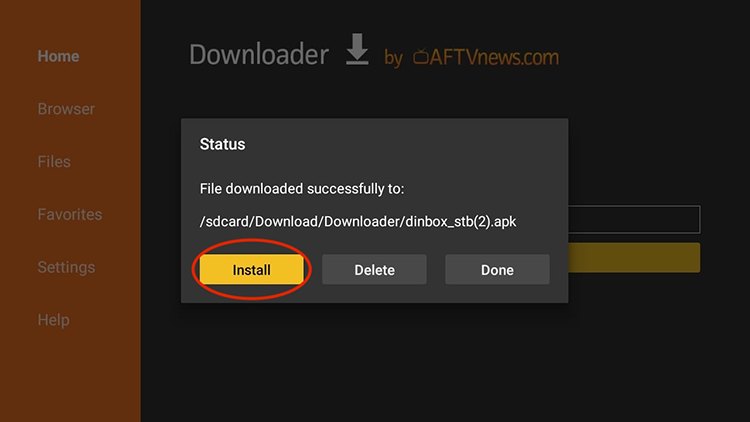 Home
Browser
Files
Favorites
Settings
Help
Downloader by AFTVnews.com
Status
File downloaded successfully to:
/sdcard/Download/Downloader/dinbox_stb(2).apk
Install Delete Done